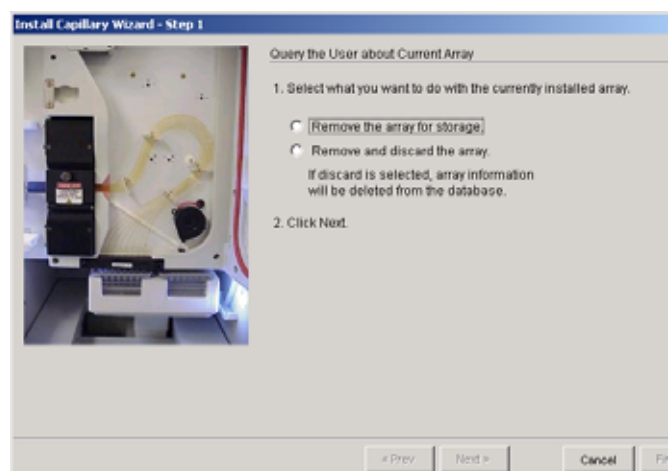 Install Capillary Wizard - Step 1
Query the User about Current Array
1. Select what you want to do with the currently installed array.
Remove the array for storage.
Remove and discard the array.
If discard is selected, array information
will be deleted from the database.
2. Click Next.
« Prev
Next »
Cancel